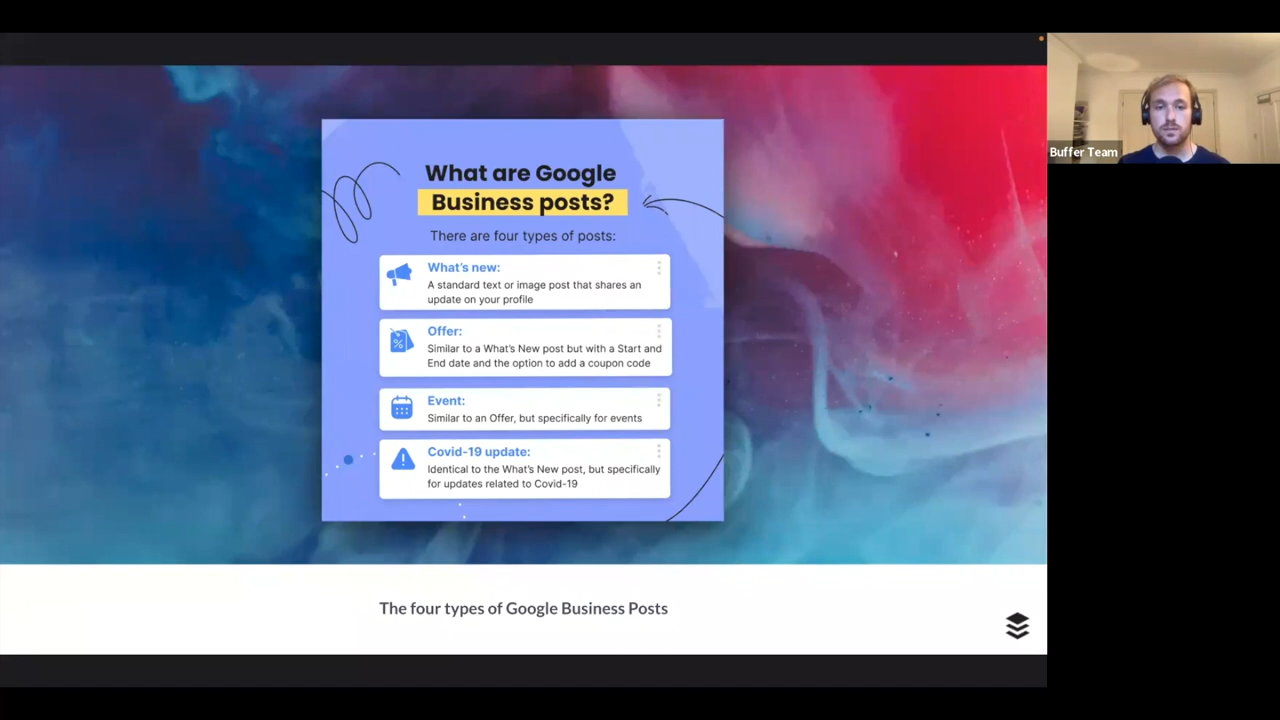 What are Google
Business posts?
There are four types of posts:
What's new:
A standard text or image post that shares an
update on your profile
Offer:
Similar to a What's New post but with a Start and
End date and the option to add a coupon code
Event:
Similar to an Offer, but specifically for events
Covid-19 update:
Identical to the What's New post, but specifically
for updates related to Covid-19
The four types of Google Business Posts
Buffer Team